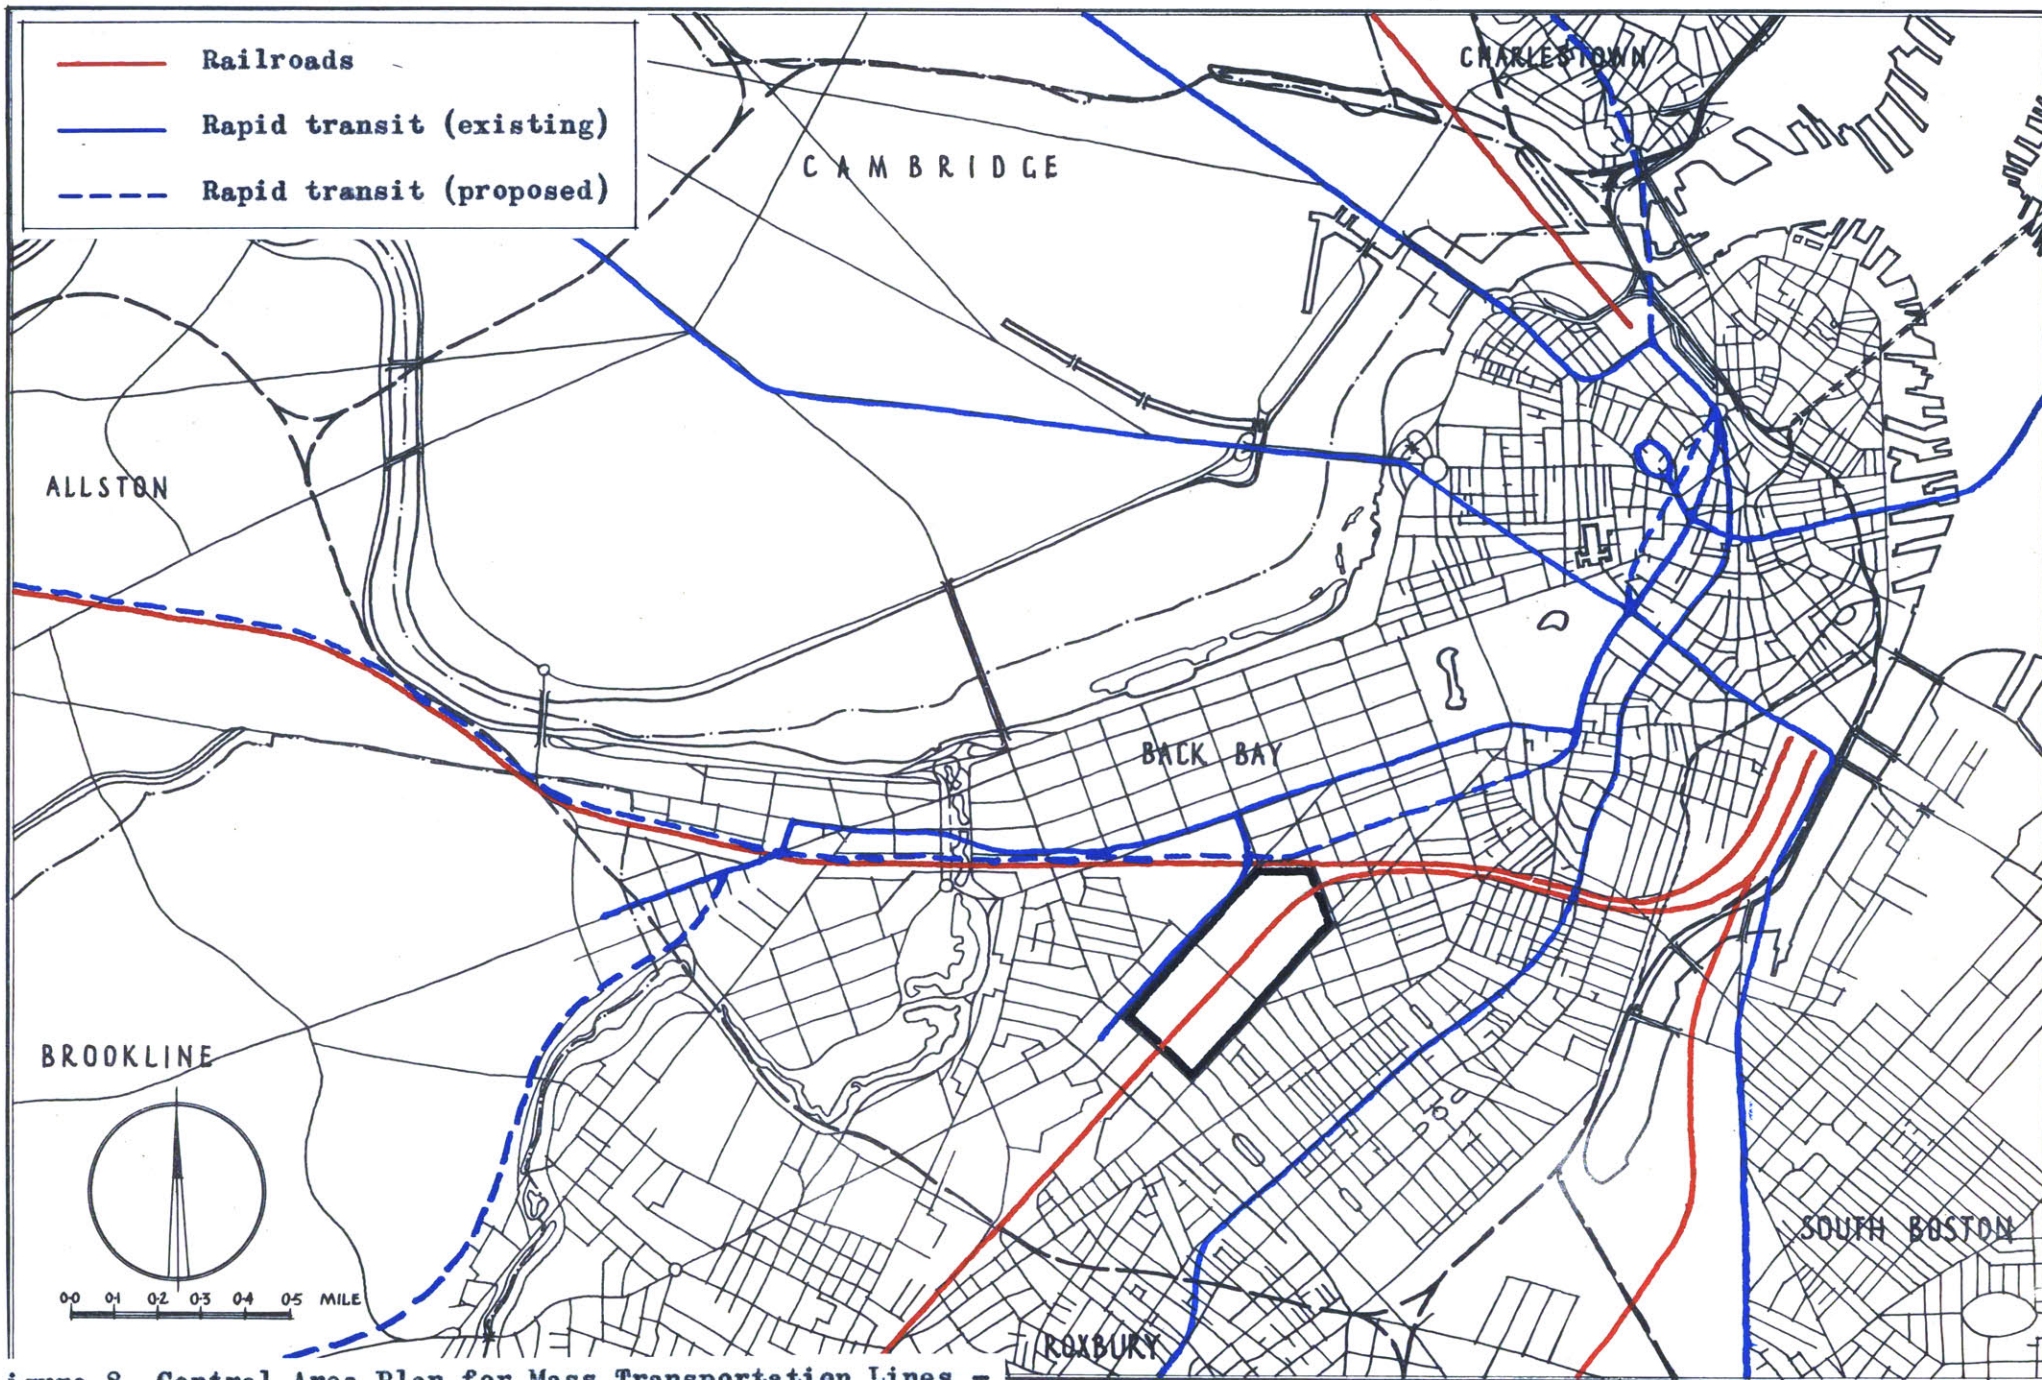 Railroads
Rapid transit (existing)
Rapid transit (proposed)
CHARLESTOWN
CAMBRIDGE
ALLSTON
BACK BAY
BROOKLINE
SOUTH BOSTON
0·0 0·1 0·2 0·3 0·4 0·5 MILE
ROXBURY
8 Central Area Plan for Mass Transportation Lines –